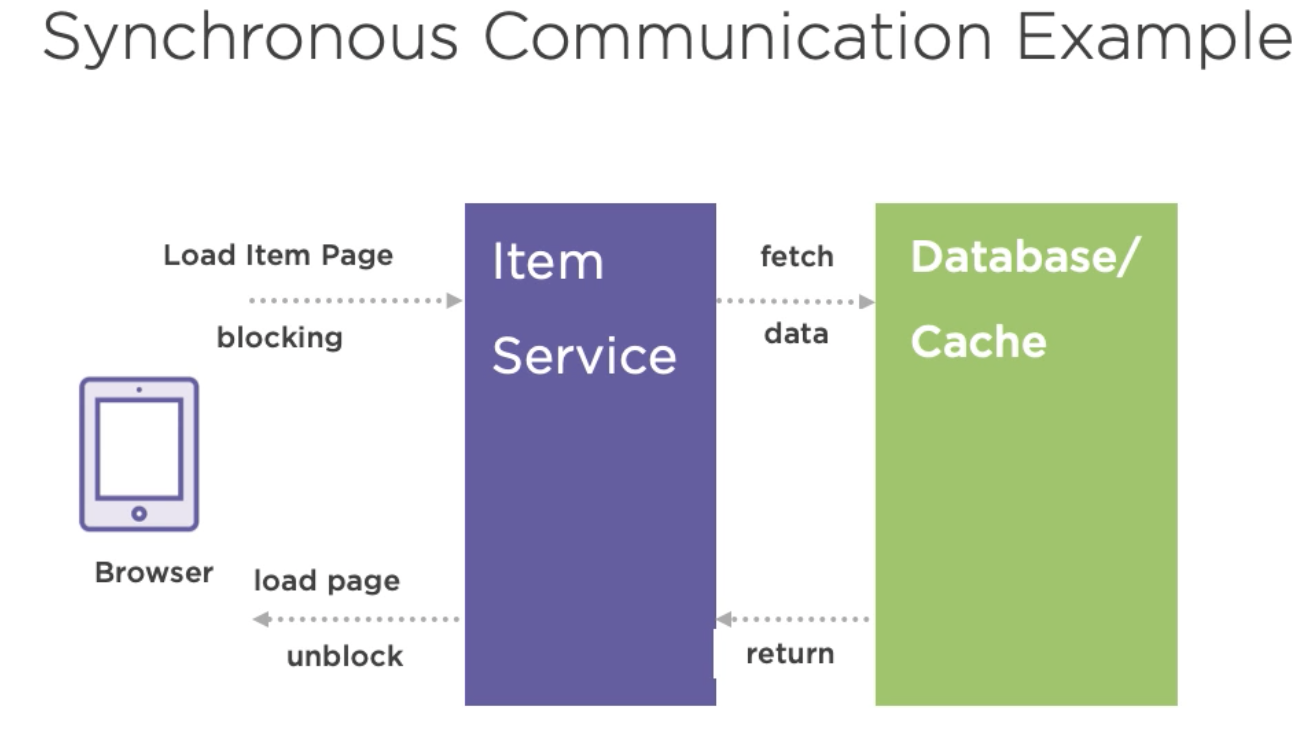 Synchronous Communication Example
Load Item Page
blocking
Item
Service
fetch
data
Database/
Cache
Browser
load page
unblock
return